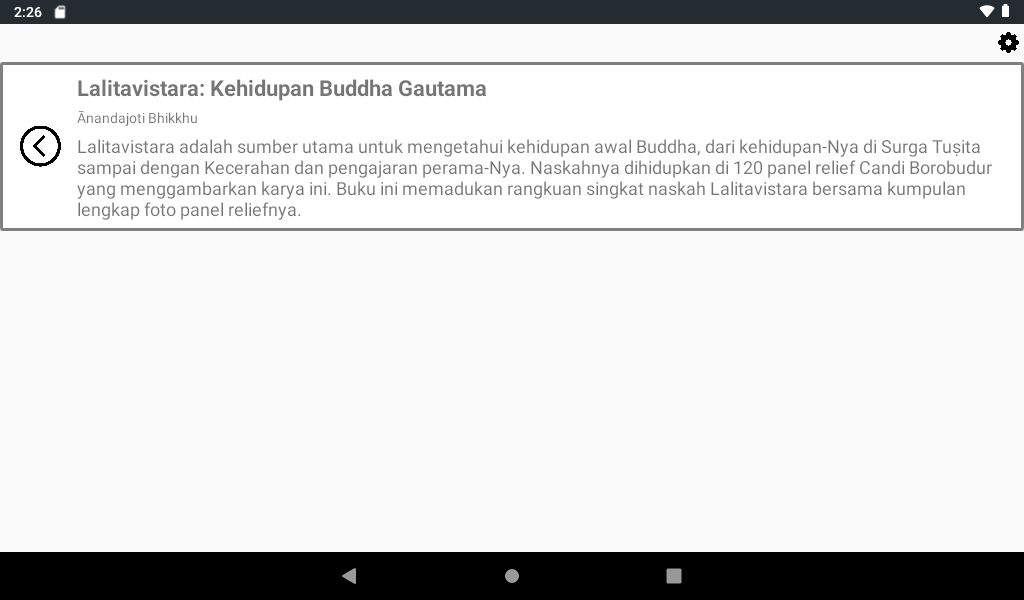 2:26
Lalitavistara: Kehidupan Buddha Gautama
Ānandajoti Bhikkhu
Lalitavistara adalah sumber utama untuk mengetahui kehidupan awal Buddha, dari kehidupan-Nya di Surga Tuṣita
sampai dengan Kecerahan dan pengajaran perama-Nya. Naskahnya dihidupkan di 120 panel relief Candi Borobudur
yang menggambarkan karya ini. Buku ini memadukan rangkuan singkat naskah Lalitavistara bersama kumpulan
lengkap foto panel reliefnya.